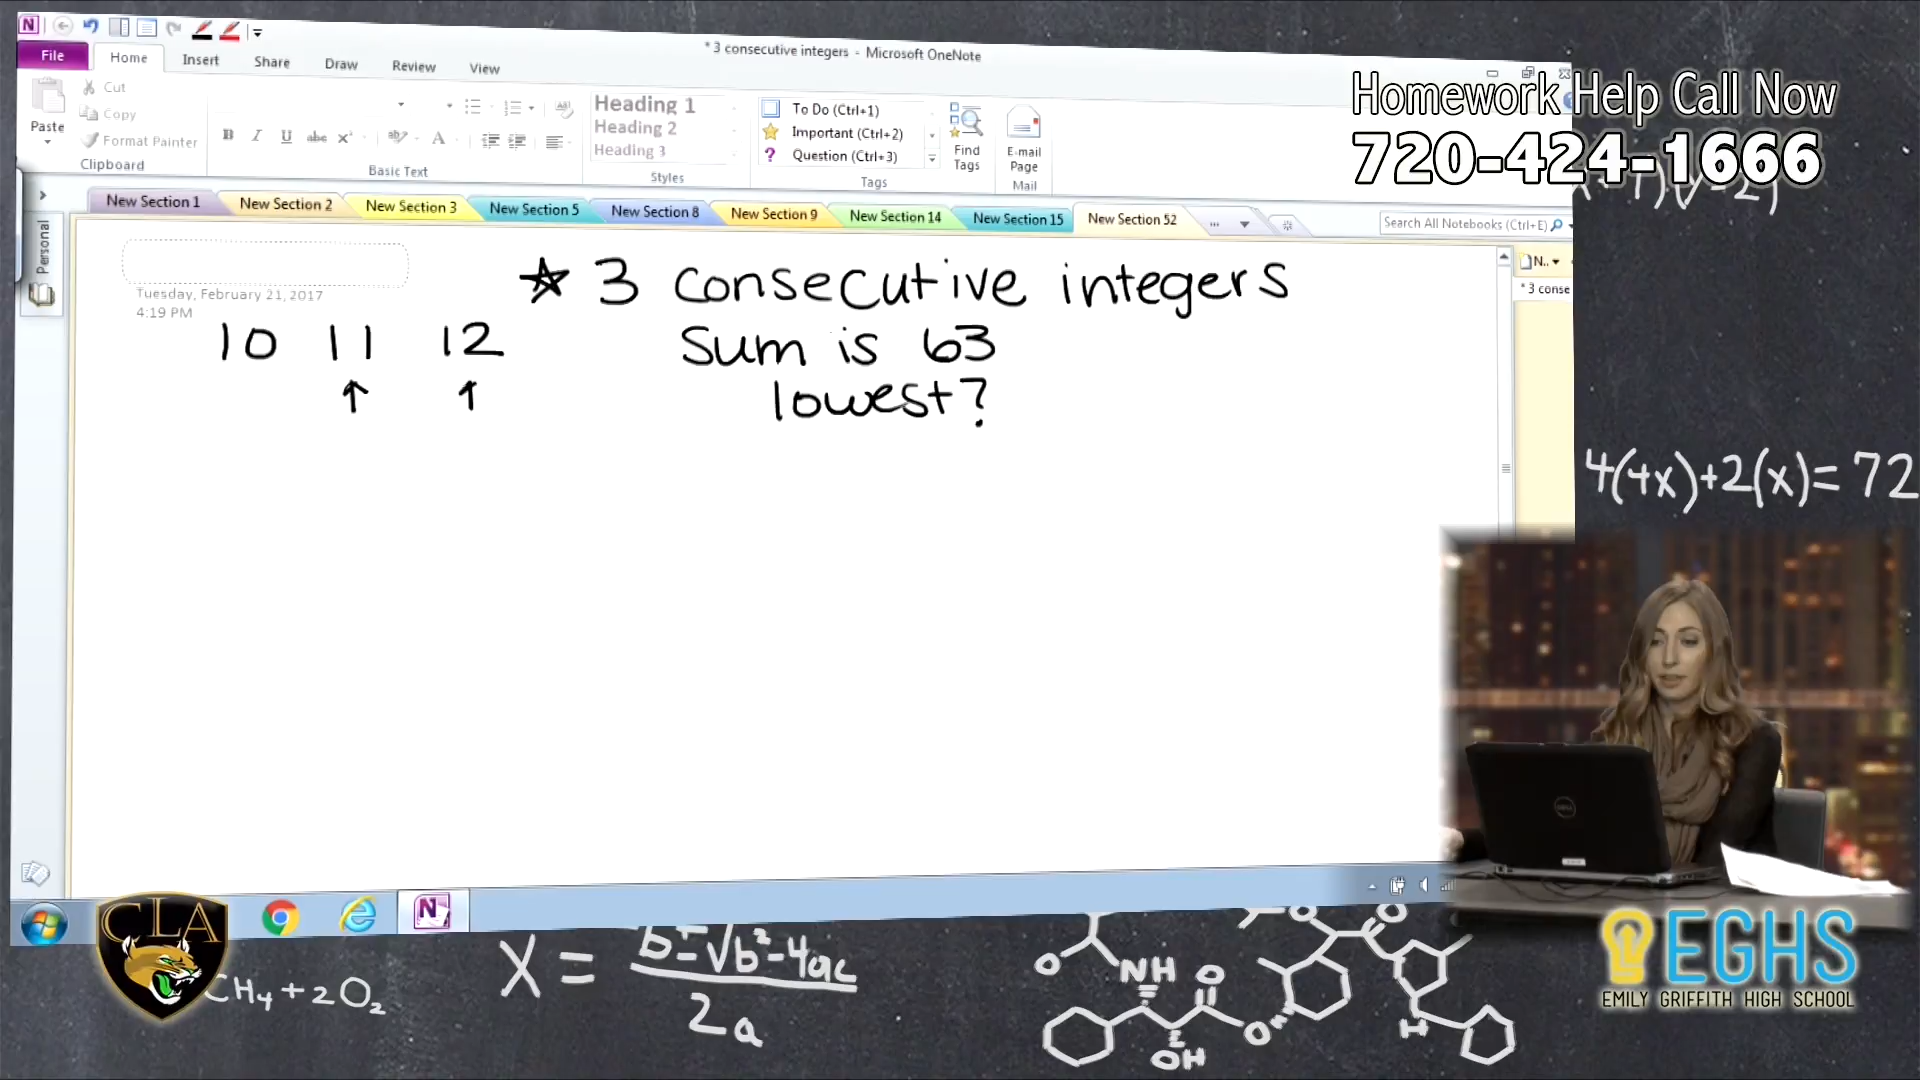 * 3 consecutive integers - Microsoft OneNote
File Home Insert Share Draw Review View
Paste
Cut
Copy
Format Painter
Clipboard
B I U abc x² A
Basic Text
Heading 1
Heading 2
Heading 3
Styles
To Do (Ctrl+1)
Important (Ctrl+2)
Question (Ctrl+3)
Tags
Find
Tags
E-mail
Page
Mail
Homework Help Call Now
720-424-1666
New Section 1 New Section 2 New Section 3 New Section 5 New Section 8 New Section 9 New Section 14 New Section 15 New Section 52 ...
Search All Notebooks (Ctrl+E)
Personal
N..
* 3 conse
Tuesday, February 21, 2017
4:19 PM
☆ 3 consecutive integers
10 11 12
↑ ↑
Sum is 63
lowest?
4(4x)+2(x)=72
DELL
CLA
CH₄+2O₂
X = b±√b²-4ac
2a
O NH O O O
OH O H
EGHS
EMILY GRIFFITH HIGH SCHOOL